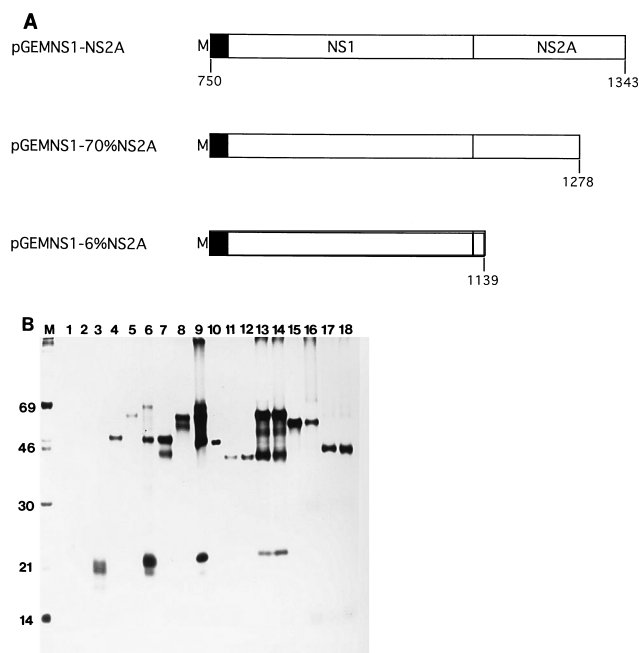 A
pGEMNS1-NS2A M NS1 NS2A
750 1343
pGEMNS1-70%NS2A M
1278
pGEMNS1-6%NS2A M
1139
B M 1 2 3 4 5 6 7 8 9 10 11 12 13 14 15 16 17 18
69
46
30
21
14